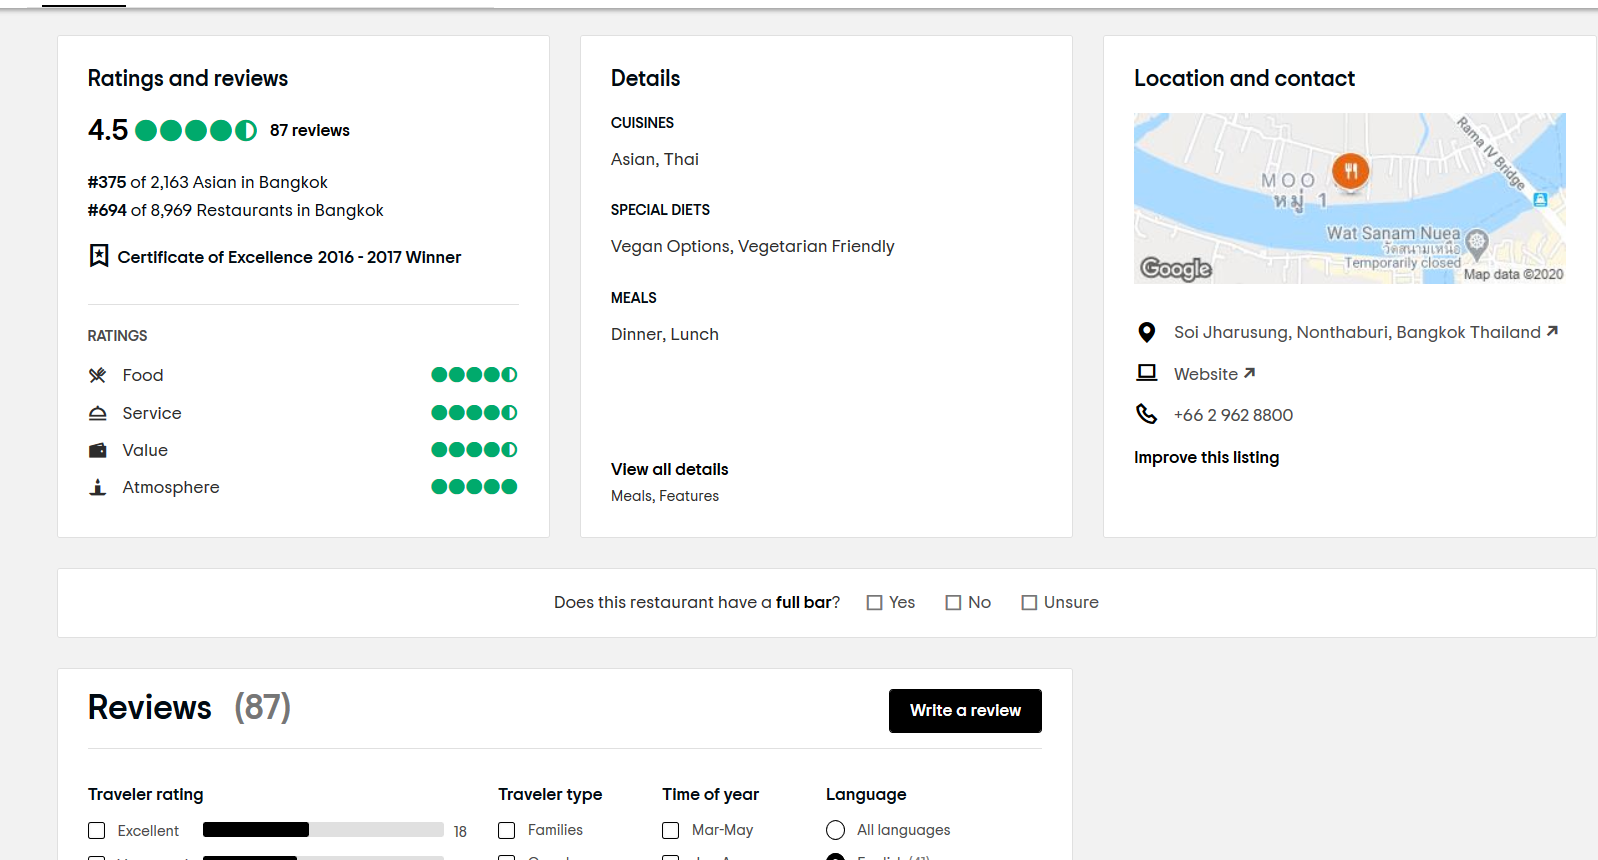 Ratings and reviews
4.5 87 reviews
#375 of 2,163 Asian in Bangkok
#694 of 8,969 Restaurants in Bangkok
Certificate of Excellence 2016 - 2017 Winner
RATINGS
Food
Service
Value
Atmosphere
Details
CUISINES
Asian, Thai
SPECIAL DIETS
Vegan Options, Vegetarian Friendly
MEALS
Dinner, Lunch
View all details
Meals, Features
Location and contact
Rama IV Bridge
MOO
หมู่ 1
Wat Sanam Nuea
วัดสนามเหนือ
Temporarily closed
Google
Map data ©2020
Soi Jharusung, Nonthaburi, Bangkok Thailand
Website
+66 2 962 8800
Improve this listing
Does this restaurant have a full bar? Yes No Unsure
Reviews (87)
Write a review
Traveler rating
Excellent 18
Traveler type
Families
Time of year
Mar-May
Language
All languages